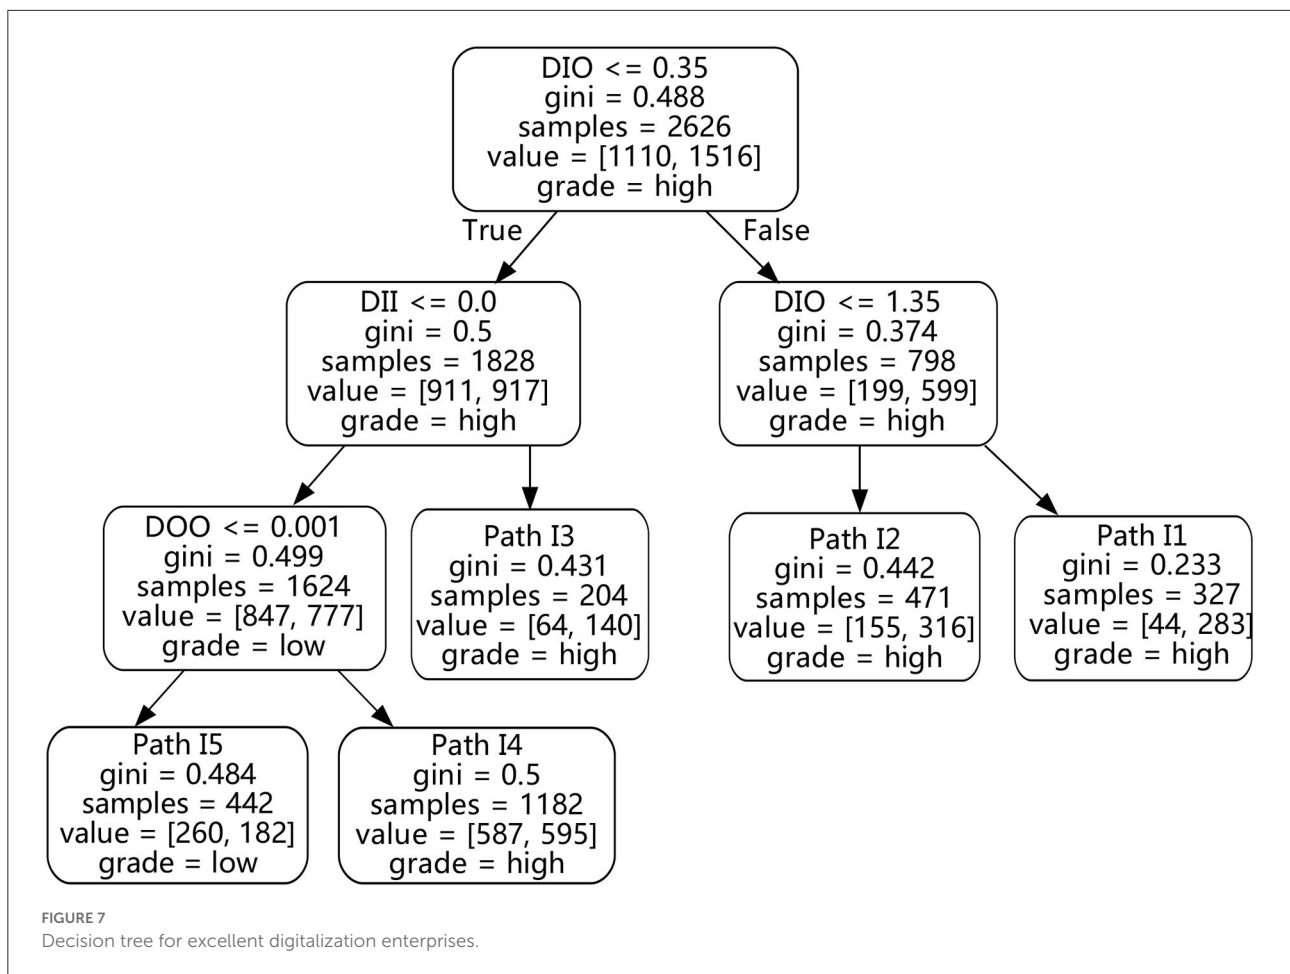 DIO <= 0.35
gini = 0.488
samples = 2626
value = [1110, 1516]
grade = high
True
False
DII <= 0.0
gini = 0.5
samples = 1828
value = [911, 917]
grade = high
DIO <= 1.35
gini = 0.374
samples = 798
value = [199, 599]
grade = high
DOO <= 0.001
gini = 0.499
samples = 1624
value = [847, 777]
grade = low
Path I3
gini = 0.431
samples = 204
value = [64, 140]
grade = high
Path I2
gini = 0.442
samples = 471
value = [155, 316]
grade = high
Path I1
gini = 0.233
samples = 327
value = [44, 283]
grade = high
Path I5
gini = 0.484
samples = 442
value = [260, 182]
grade = low
Path I4
gini = 0.5
samples = 1182
value = [587, 595]
grade = high
FIGURE 7
Decision tree for excellent digitalization enterprises.